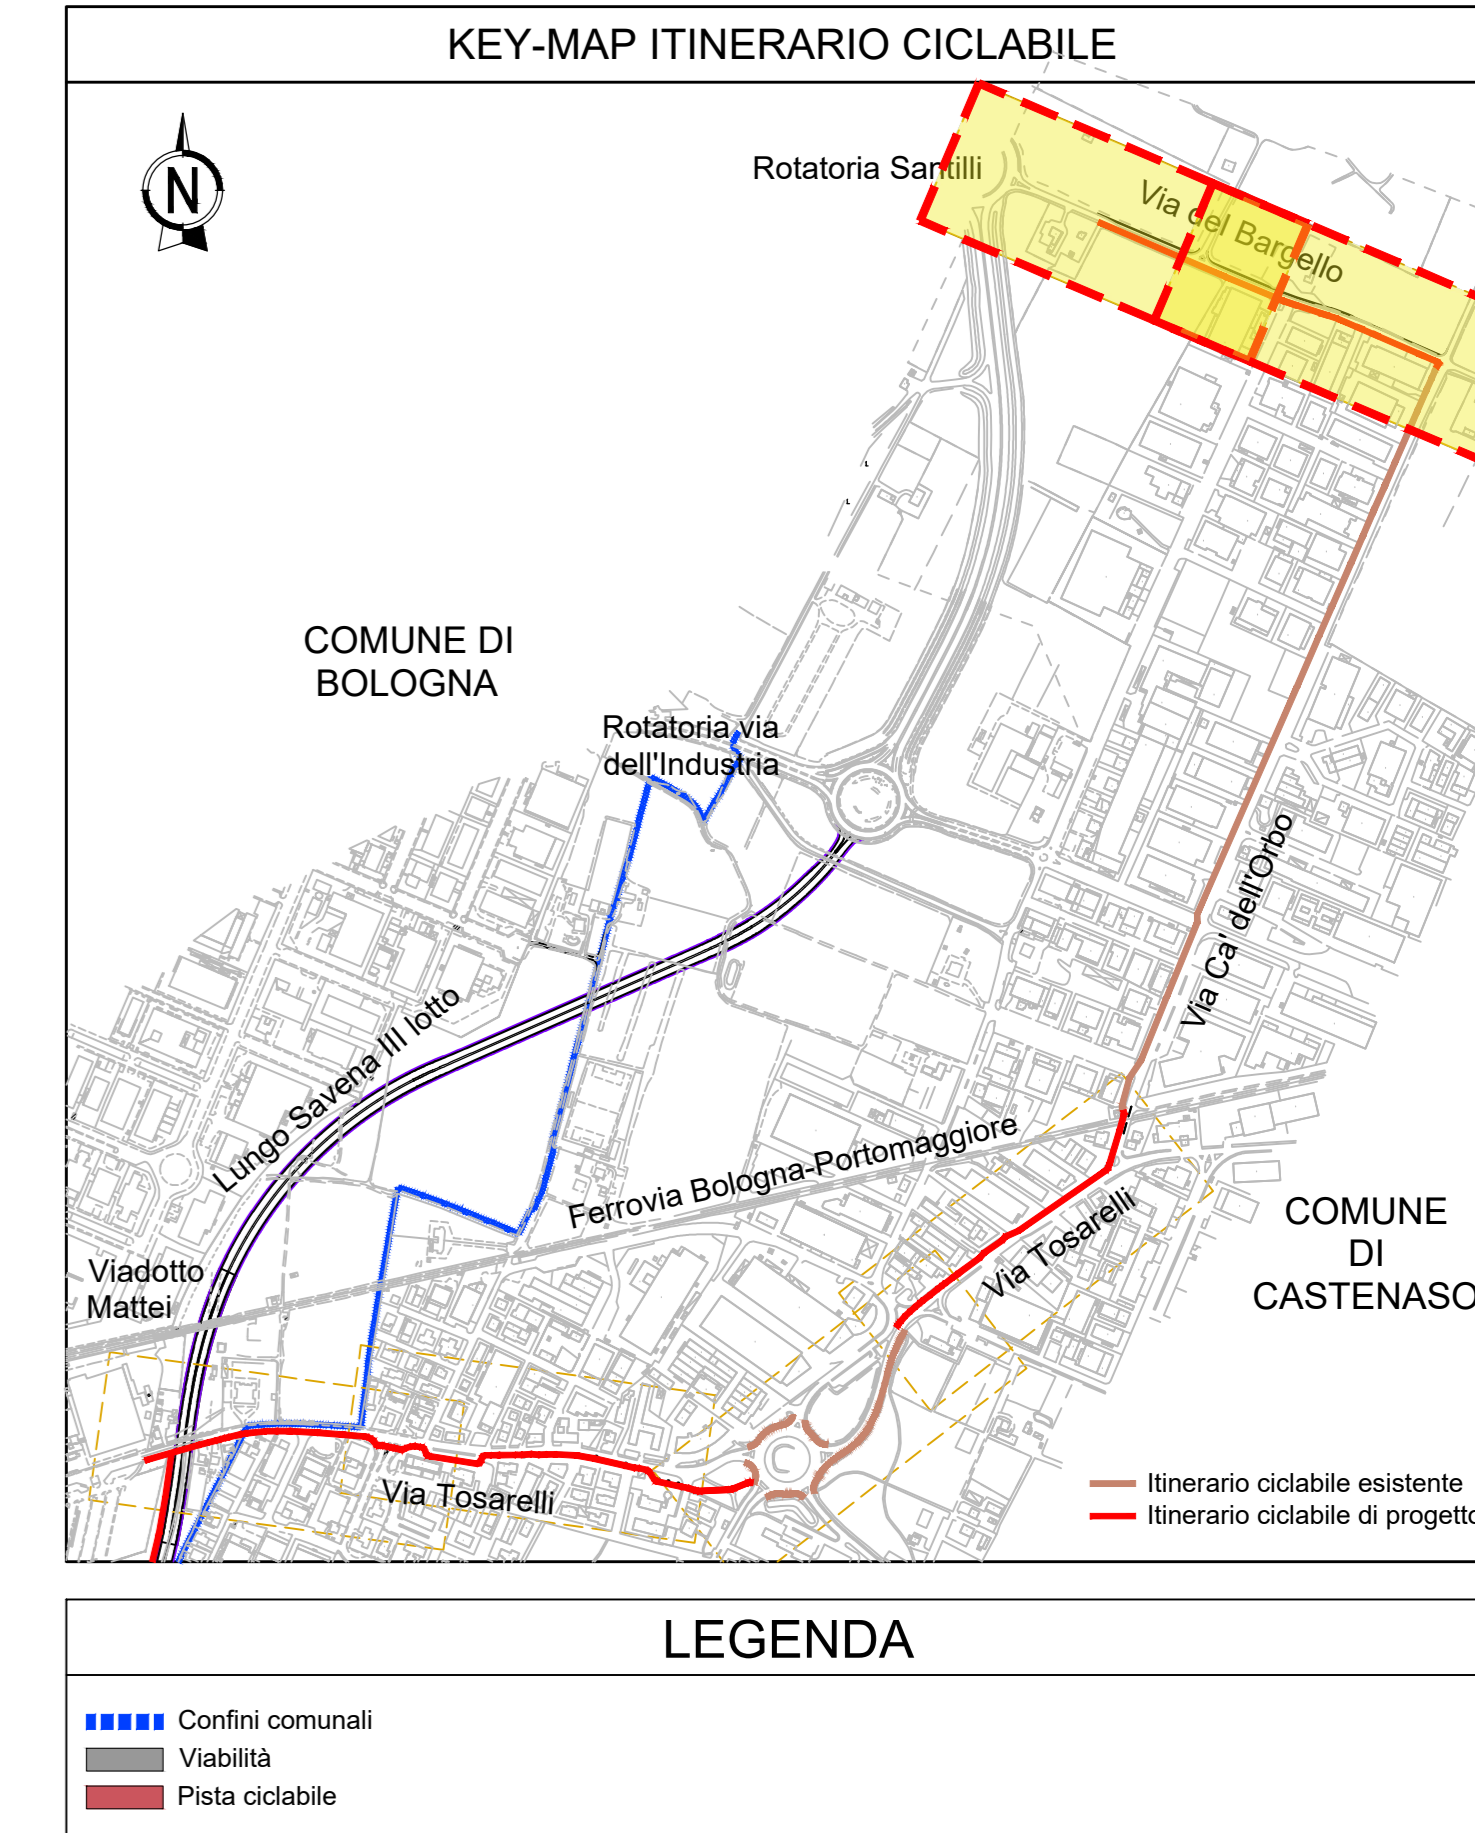 KEY-MAP ITINERARIO CICLABILE
N
Rotatoria Santilli
Via del Bargello
L
L
COMUNE DI
BOLOGNA
Rotatoria via
dell'Industria
Via Ca' dell'Orbo
Lungo Savena III lotto
Ferrovia Bologna-Portomaggiore
COMUNE
DI
CASTENASO
Viadotto
Mattei
Via Tosarelli
Via Tosarelli
Itinerario ciclabile esistente
Itinerario ciclabile di progetto
LEGENDA
Confini comunali
Viabilità
Pista ciclabile